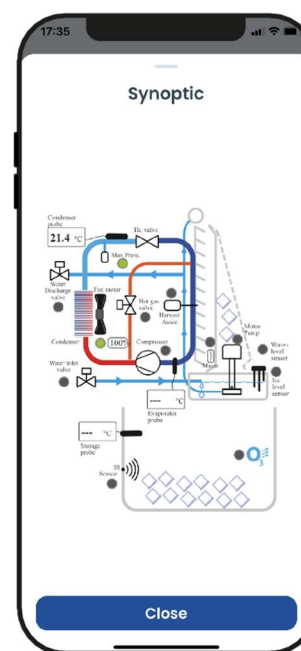 17:35
Synoptic
Condenser
probe
21.4 °C
Th. valve
Max Press.
Water
Discharge
valve
Fan motor
Hot gas
valve
Harvest
Assist
Condenser
100%
Compressor
Motor
Pump
Water
level
sensor
Water inlet
valve
Micro
Ice
level
sensor
Evaporator
probe
--- °C
Storage
probe
--- °C
IR
Sensor
O3
Close